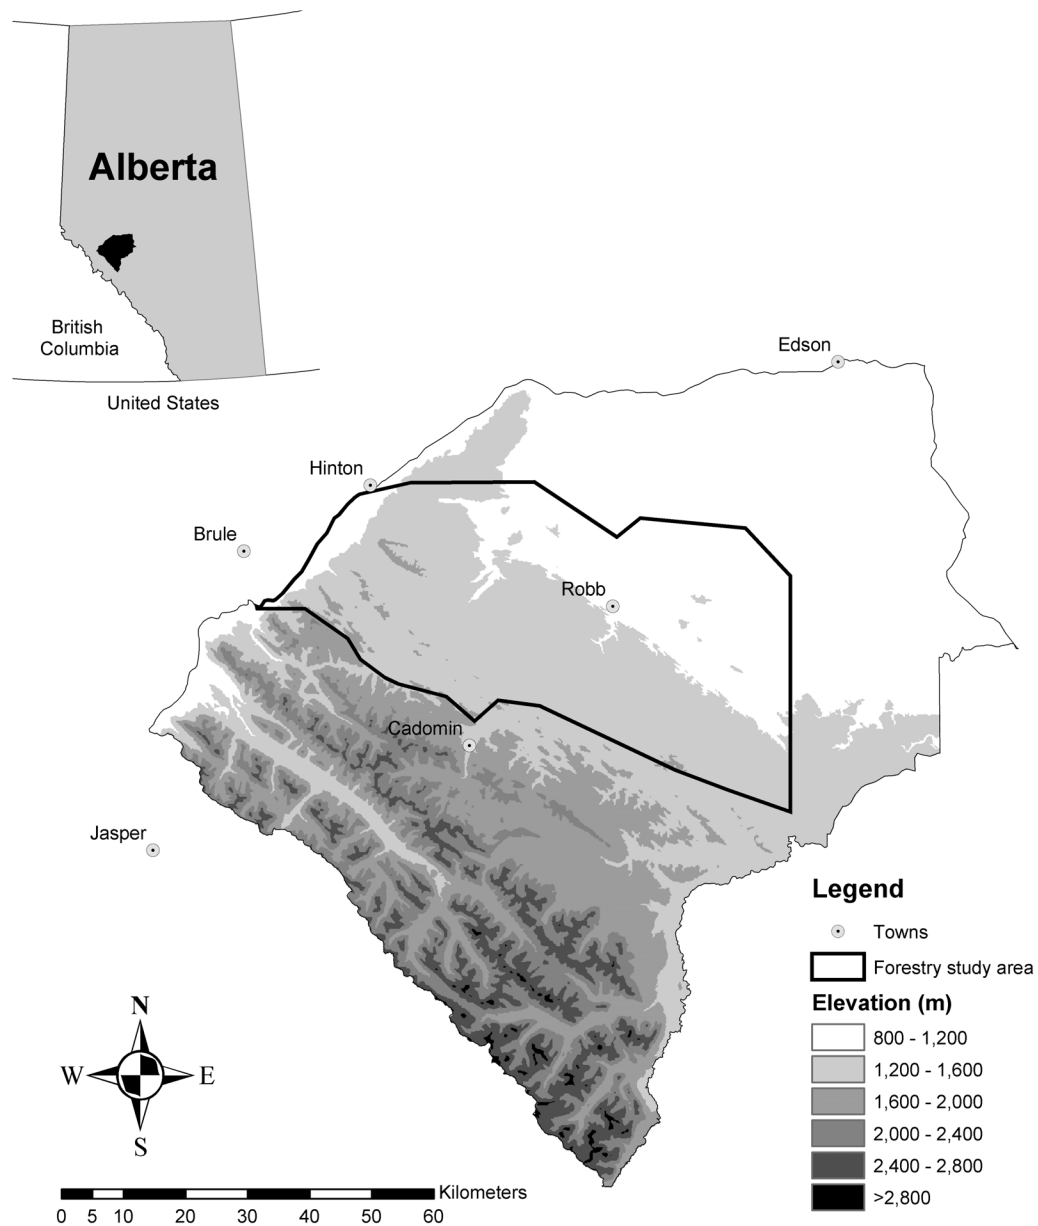 Alberta
British
Columbia
United States
Edson
Hinton
Brule
Robb
Cadomin
Jasper
Legend
Towns
Forestry study area
Elevation (m)
800 - 1,200
1,200 - 1,600
1,600 - 2,000
2,000 - 2,400
2,400 - 2,800
>2,800
N
W E
S
Kilometers
0 5 10 20 30 40 50 60